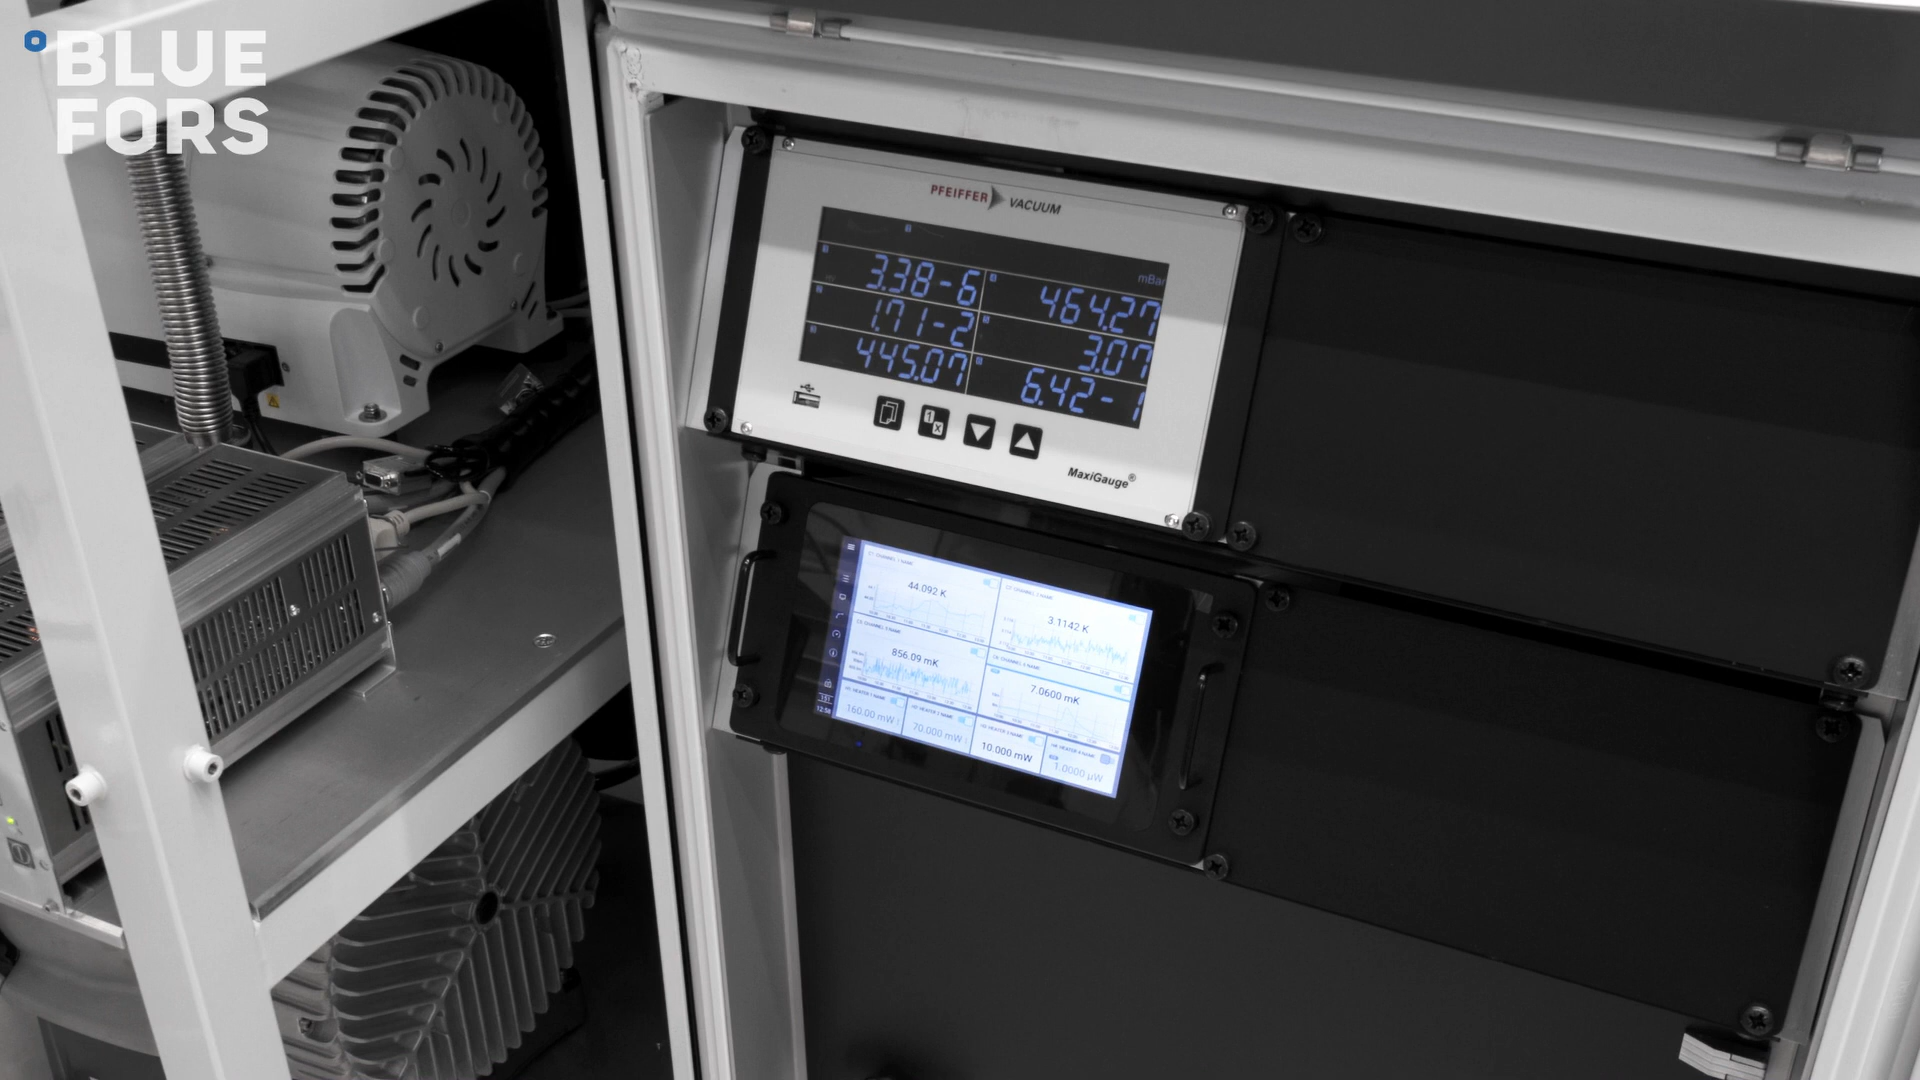 BLUE
FORS
PFEIFFER VACUUM
mBar
3.38-6
464.27
1.71-2
3.07
445.07
6.42-1
MaxiGauge®
44.092 K
3.1142 K
856.09 mK
7.0600 mK
160.00 mW
70.000 mW
10.000 mW
1.0000 µW
12:58